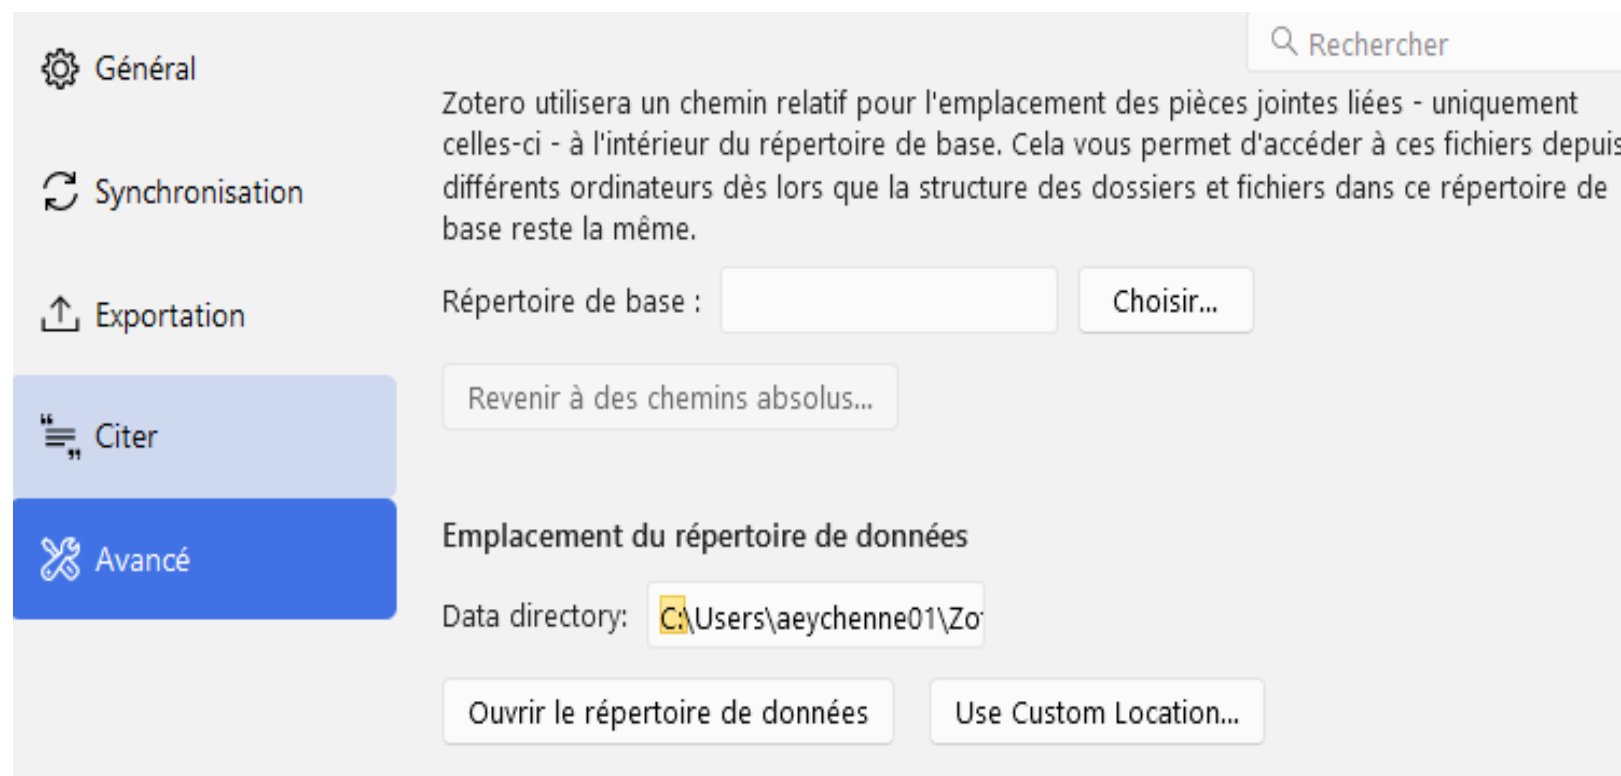 Général
Synchronisation
Exportation
Citer
Avancé
Rechercher
Zotero utilisera un chemin relatif pour l'emplacement des pièces jointes liées - uniquement
celles-ci - à l'intérieur du répertoire de base. Cela vous permet d'accéder à ces fichiers depuis
différents ordinateurs dès lors que la structure des dossiers et fichiers dans ce répertoire de
base reste la même.
Répertoire de base :
Choisir...
Revenir à des chemins absolus...
Emplacement du répertoire de données
Data directory: C:\Users\aeychenne01\Zo
Ouvrir le répertoire de données
Use Custom Location...